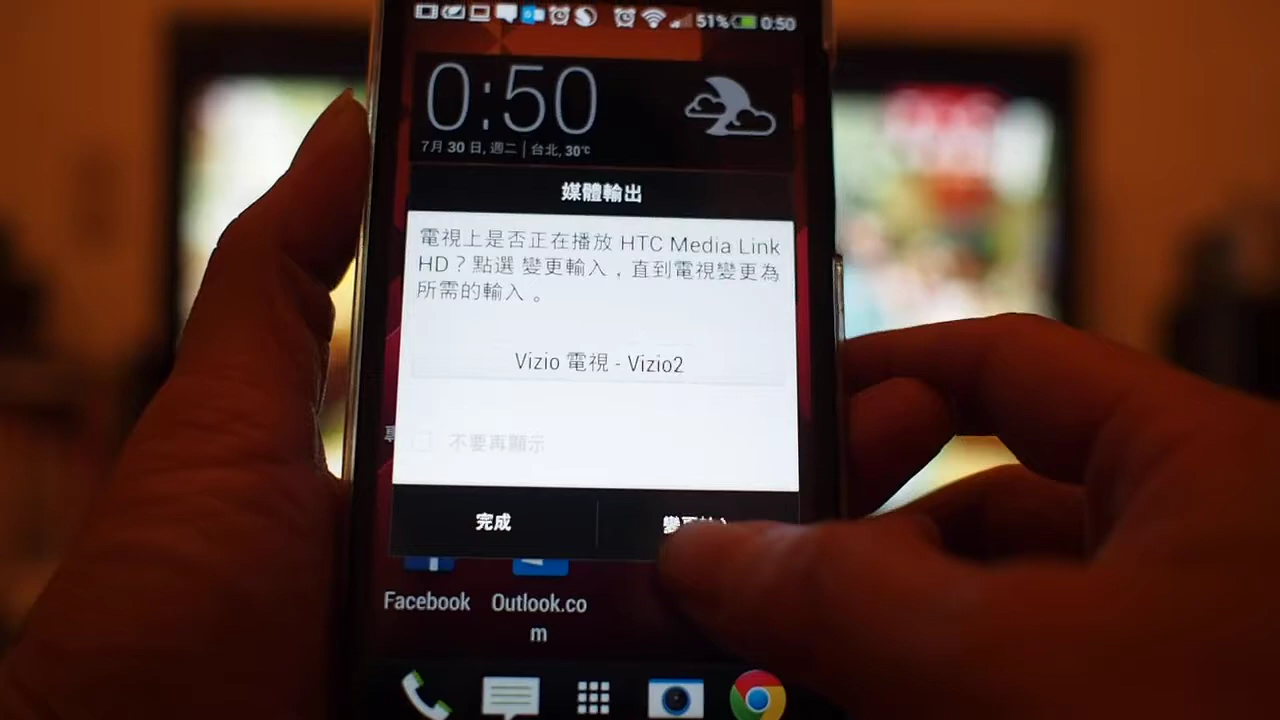 51% 0:50
0:50
7月 30 日, 週二 | 台北, 30°C
媒體輸出
電視上是否正在播放 HTC Media Link
HD？點選 變更輸入，直到電視變更為
所需的輸入。
Vizio 電視 - Vizio2
不要再顯示
完成
Facebook
Outlook.co
m